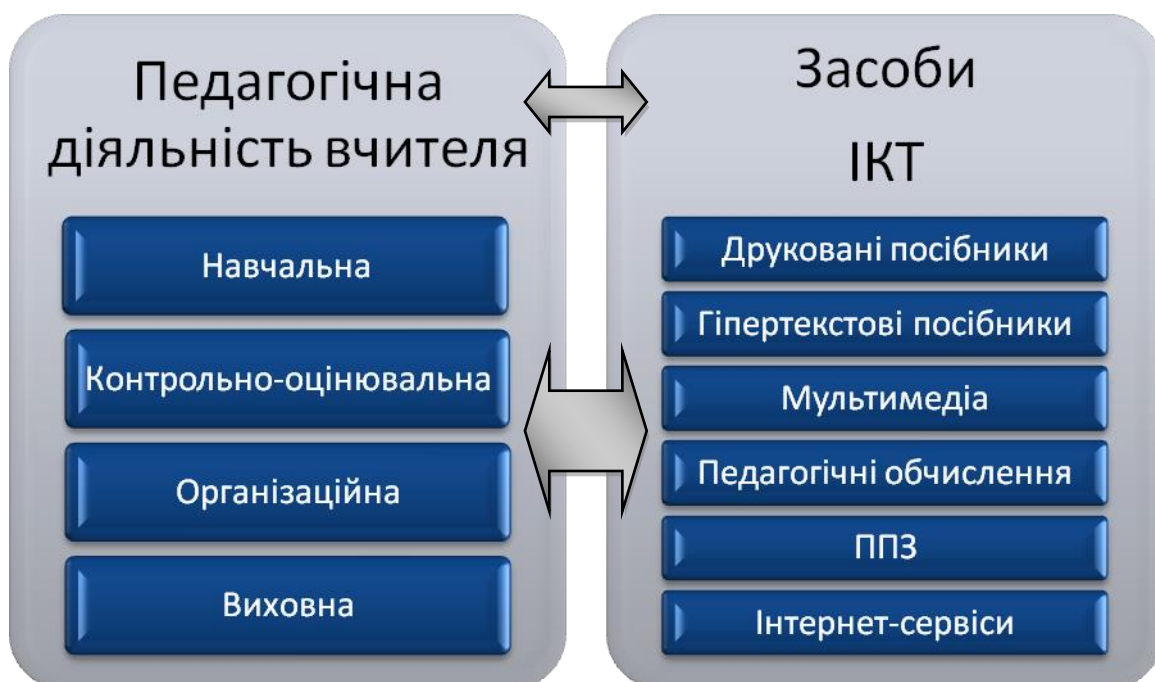 Педагогічна
діяльність вчителя
Навчальна
Контрольно-оцінювальна
Організаційна
Виховна
Засоби
ІКТ
Друковані посібники
Гіпертекстові посібники
Мультимедіа
Педагогічні обчислення
ППЗ
Інтернет-сервіси